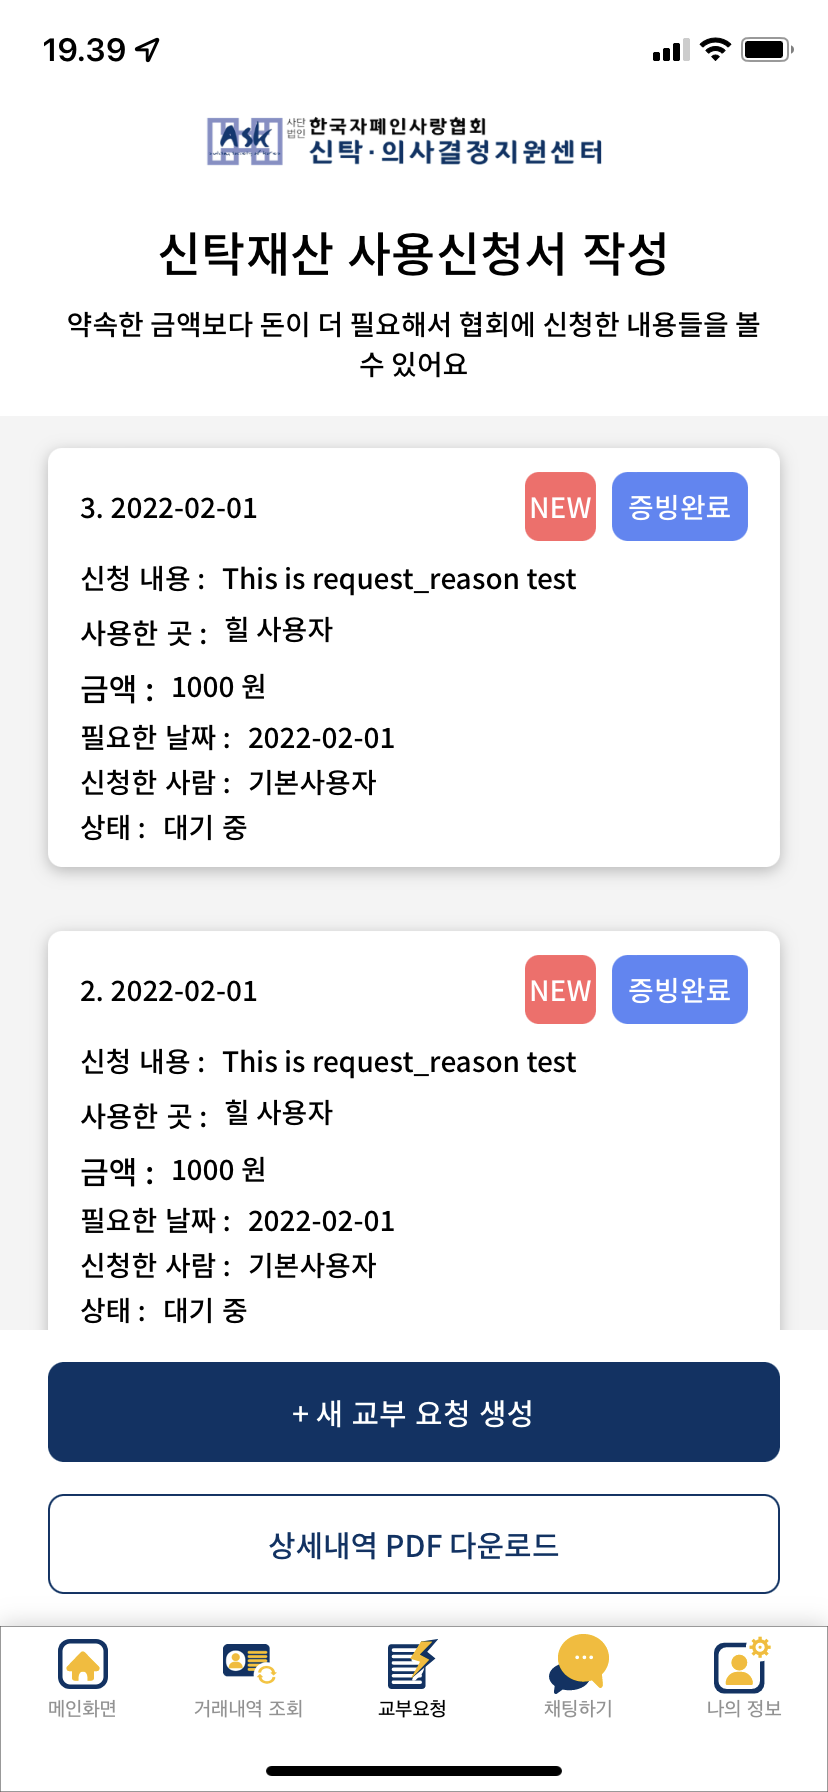 19.39
Ask 사단 법인 한국자폐인사랑협회
신탁·의사결정지원센터
신탁재산 사용신청서 작성
약속한 금액보다 돈이 더 필요해서 협회에 신청한 내용들을 볼
수 있어요
3. 2022-02-01 NEW 증빙완료
신청 내용 : This is request_reason test
사용한 곳 : 힐 사용자
금액 : 1000 원
필요한 날짜 : 2022-02-01
신청한 사람 : 기본사용자
상태 : 대기 중
2. 2022-02-01 NEW 증빙완료
신청 내용 : This is request_reason test
사용한 곳 : 힐 사용자
금액 : 1000 원
필요한 날짜 : 2022-02-01
신청한 사람 : 기본사용자
상태 : 대기 중
+ 새 교부 요청 생성
상세내역 PDF 다운로드
메인화면 거래내역 조회 교부요청 채팅하기 나의 정보